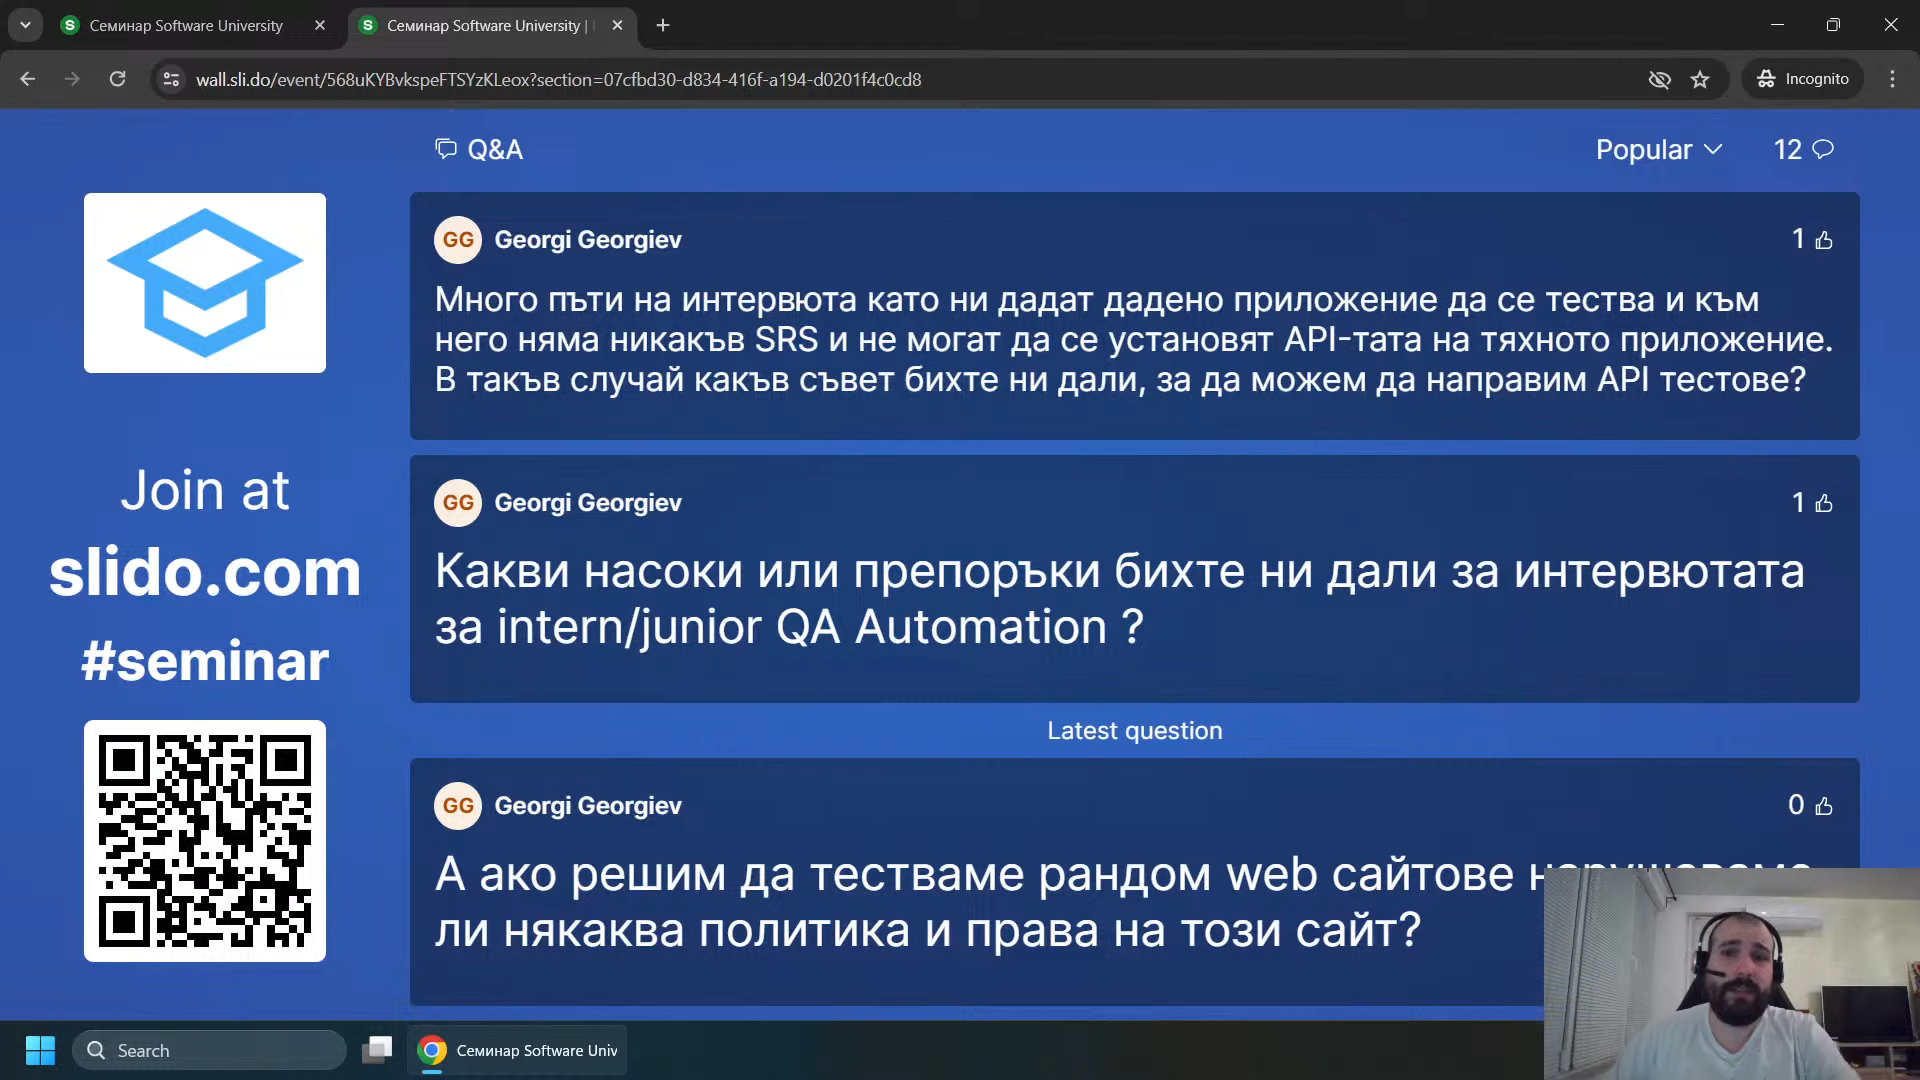 Семинар Software University
Семинар Software University |
wall.sli.do/event/568uKYBvkspeFTSYzKLeox?section=07cfbd30-d834-416f-a194-d0201f4c0cd8
Incognito
Q&A
Popular
12
GG Georgi Georgiev
1
Много пъти на интервюта като ни дадат дадено приложение да се тества и към
него няма никакъв SRS и не могат да се установят API-тата на тяхното приложение.
В такъв случай какъв съвет бихте ни дали, за да можем да направим API тестове?
Join at
slido.com
#seminar
GG Georgi Georgiev
1
Какви насоки или препоръки бихте ни дали за интервютата
за intern/junior QA Automation ?
Latest question
GG Georgi Georgiev
0
А ако решим да тестваме рандом web сайтове
ли някаква политика и права на този сайт?
Search
Семинар Software Univ